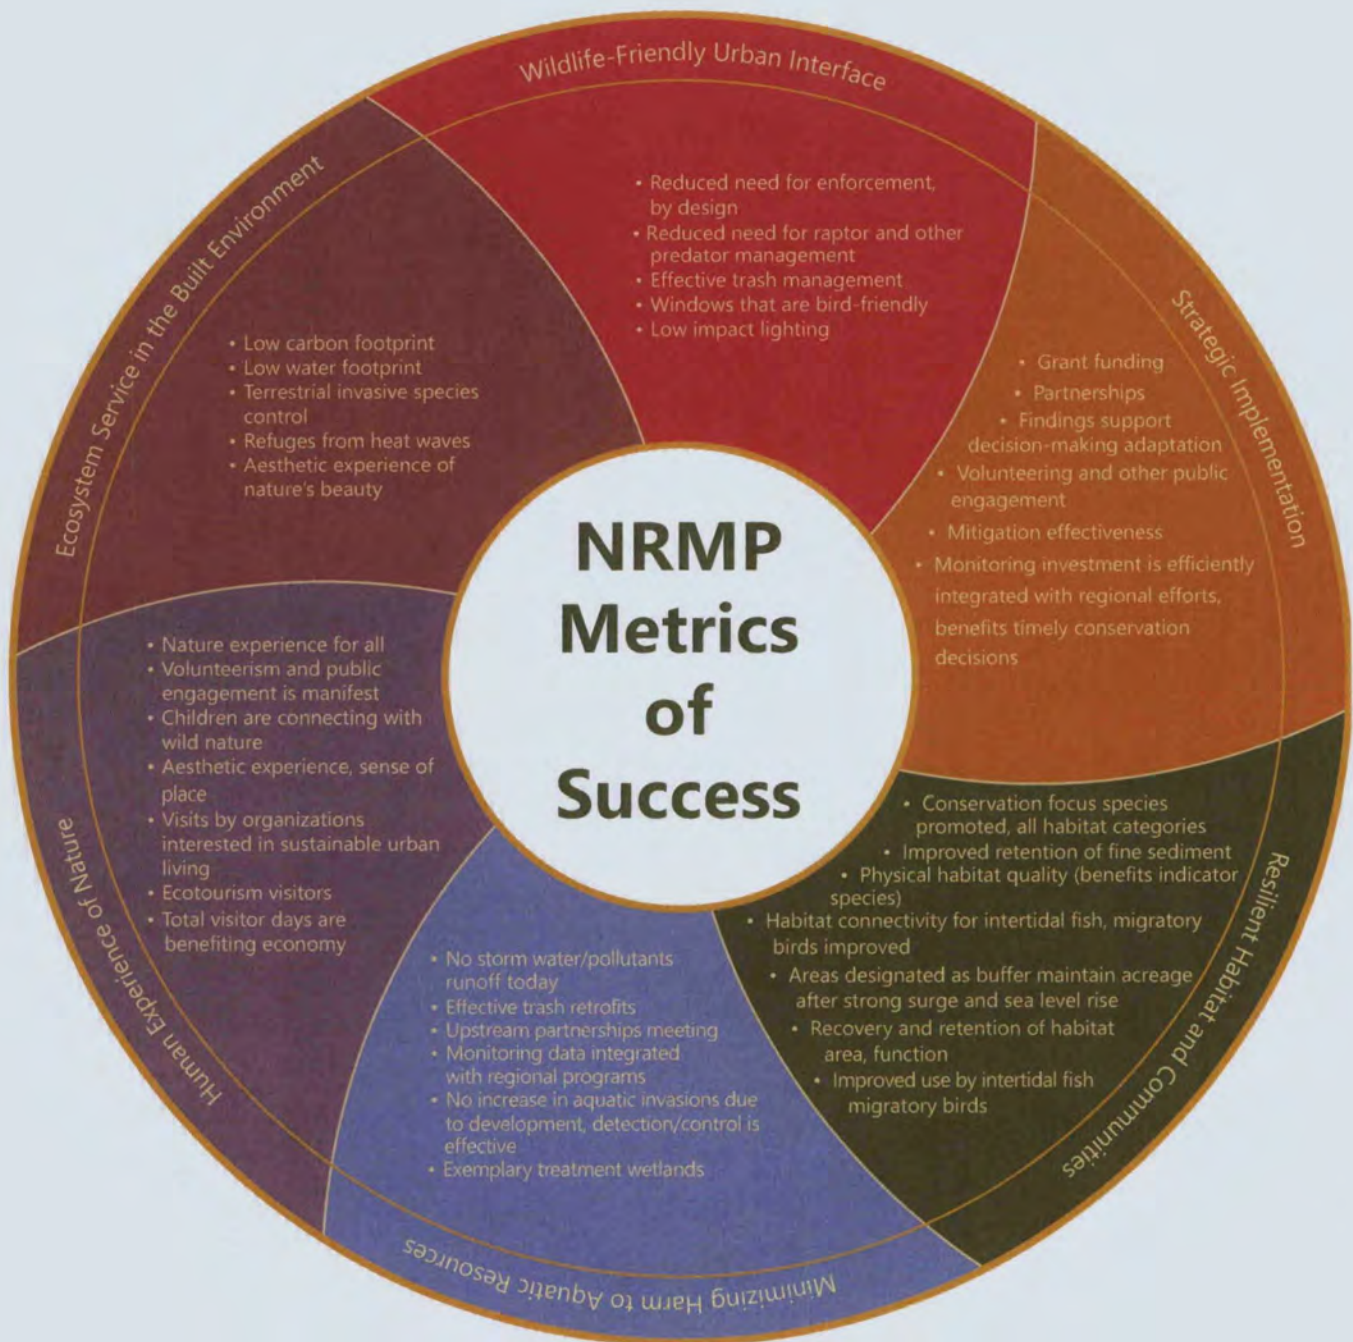 NRMP
Metrics
of
Success
Wildlife-Friendly Urban Interface
• Reduced need for enforcement,
by design
• Reduced need for raptor and other
predator management
• Effective trash management
• Windows that are bird-friendly
• Low impact lighting
Strategic Implementation
• Grant funding
• Partnerships
• Findings support
decision-making adaptation
• Volunteering and other public
engagement
• Mitigation effectiveness
• Monitoring investment is efficiently
integrated with regional efforts,
benefits timely conservation
decisions
Resilient Habitat and Communities
• Conservation focus species
promoted, all habitat categories
• Improved retention of fine sediment
• Physical habitat quality (benefits indicator
species)
• Habitat connectivity for intertidal fish, migratory
birds improved
• Areas designated as buffer maintain acreage
after strong surge and sea level rise
• Recovery and retention of habitat
area, function
• Improved use by intertidal fish
migratory birds
Minimizing Harm to Aquatic Resources
• No storm water/pollutants
runoff today
• Effective trash retrofits
• Upstream partnerships meeting
• Monitoring data integrated
with regional programs
• No increase in aquatic invasions due
to development, detection/control is
effective
• Exemplary treatment wetlands
Human Experience of Nature
• Nature experience for all
• Volunteerism and public
engagement is manifest
• Children are connecting with
wild nature
• Aesthetic experience, sense of
place
• Visits by organizations
interested in sustainable urban
living
• Ecotourism visitors
• Total visitor days are
benefiting economy
Ecosystem Service in the Built Environment
• Low carbon footprint
• Low water footprint
• Terrestrial invasive species
control
• Refuges from heat waves
• Aesthetic experience of
nature's beauty